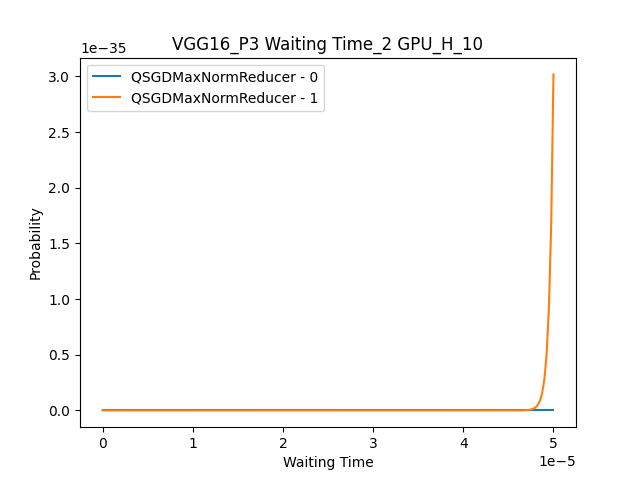 VGG16_P3 Waiting Time_2 GPU_H_10
1e−35
QSGDMaxNormReducer - 0
QSGDMaxNormReducer - 1
3.0
2.5
2.0
1.5
1.0
0.5
0.0
Probability
0 1 2 3 4 5
1e−5
Waiting Time